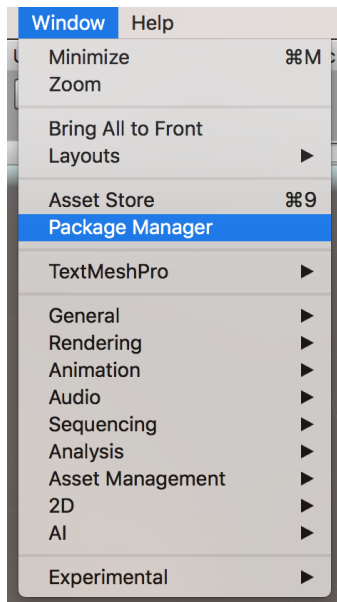 Window Help
Minimize ⌘M
Zoom
Bring All to Front
Layouts ▶
Asset Store ⌘9
Package Manager
TextMeshPro ▶
General ▶
Rendering ▶
Animation ▶
Audio ▶
Sequencing ▶
Analysis ▶
Asset Management ▶
2D ▶
AI ▶
Experimental ▶